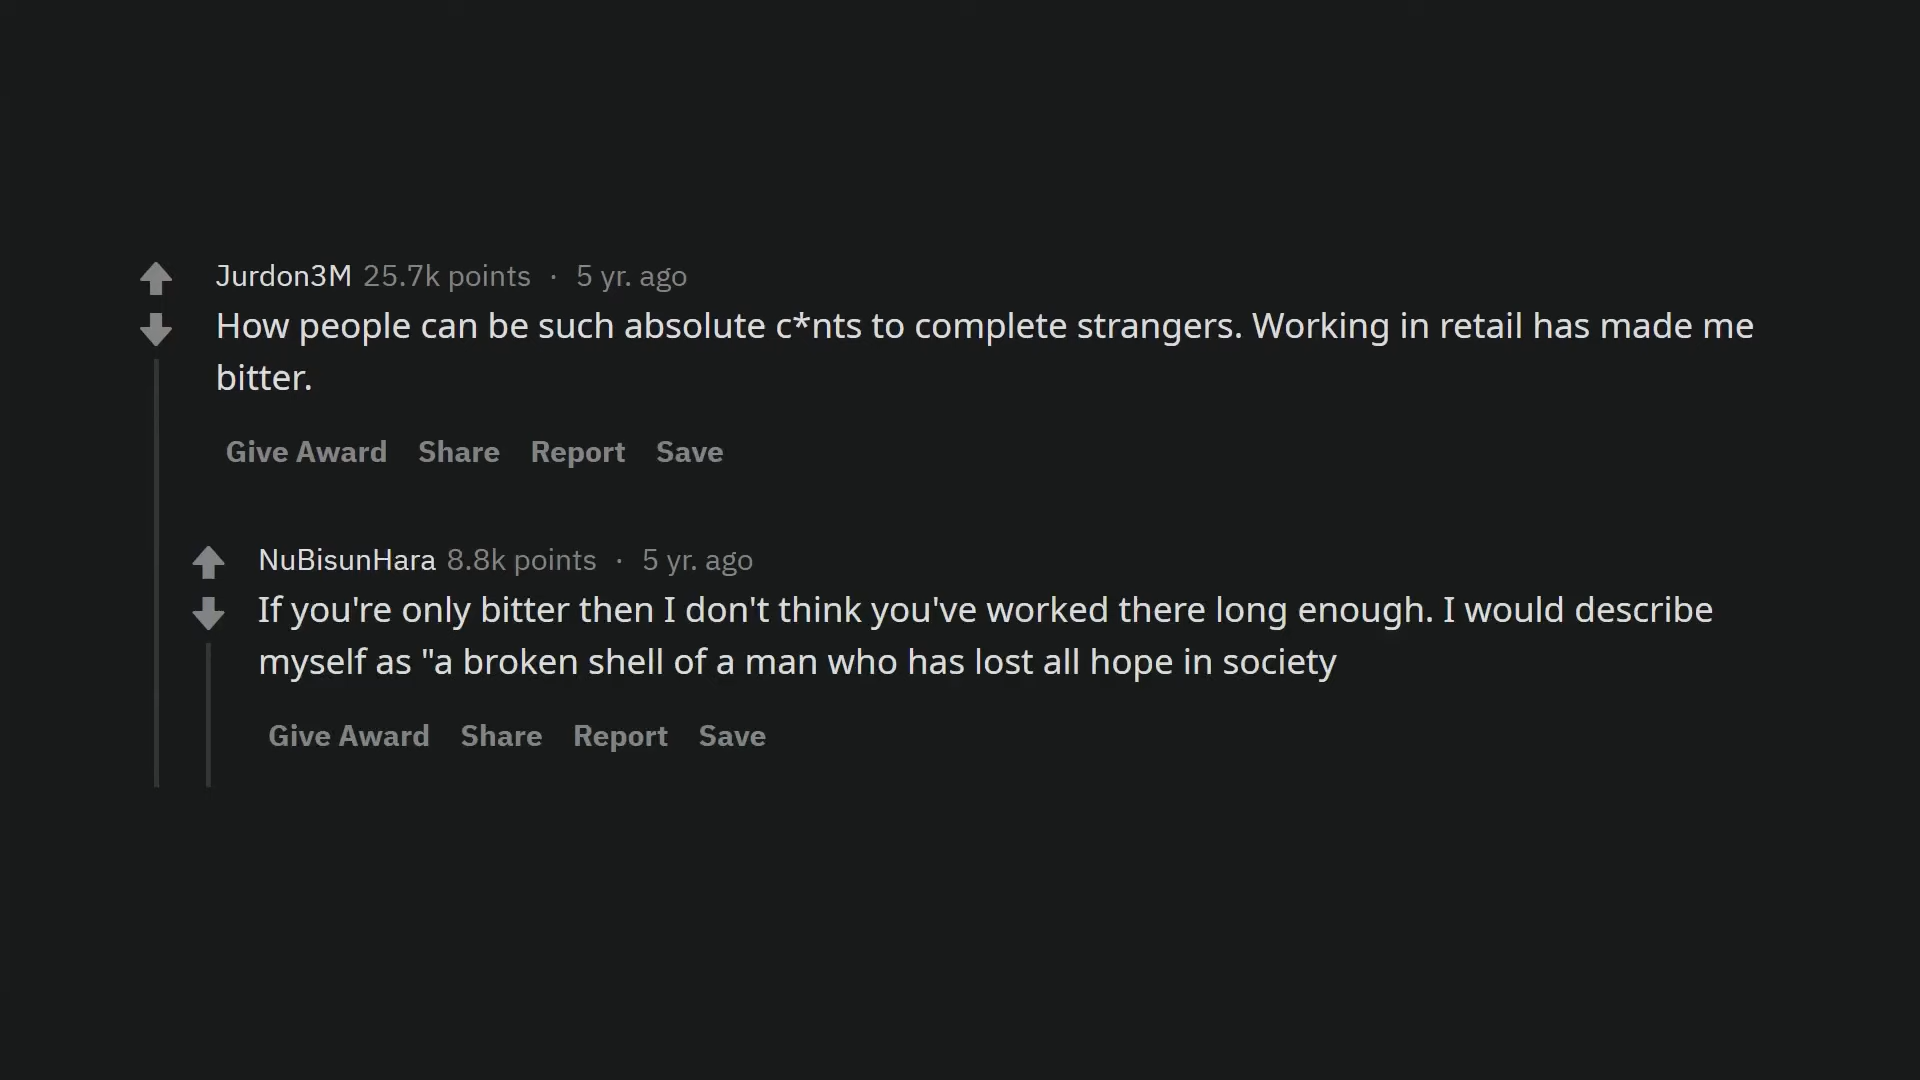 Jurdon3M 25.7k points · 5 yr. ago
How people can be such absolute c*nts to complete strangers. Working in retail has made me
bitter.
Give Award Share Report Save
NuBisunHara 8.8k points · 5 yr. ago
If you're only bitter then I don't think you've worked there long enough. I would describe
myself as "a broken shell of a man who has lost all hope in society
Give Award Share Report Save